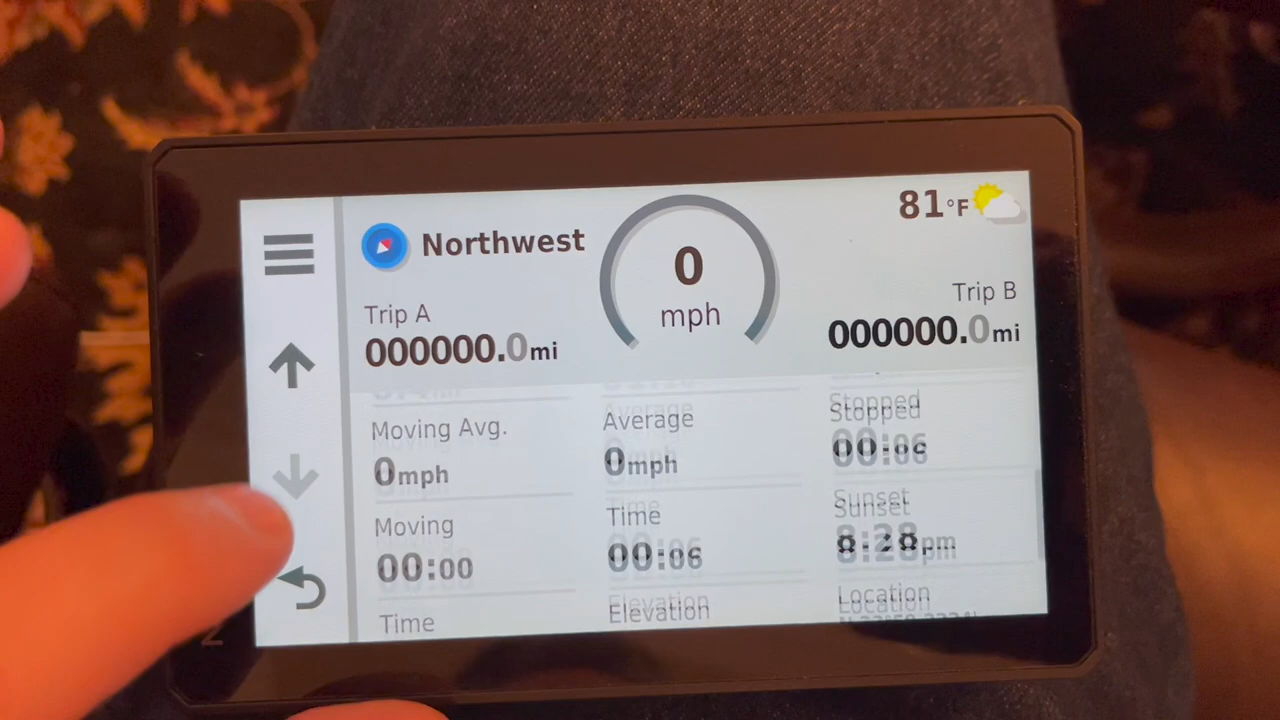 Northwest
0
mph
81°F
Trip A
000000.0mi
Trip B
000000.0mi
Moving Avg.
0mph
Average
0mph
Stopped
00:06
Moving
00:00
Time
00:06
Sunset
8:28pm
Time
Elevation
Location